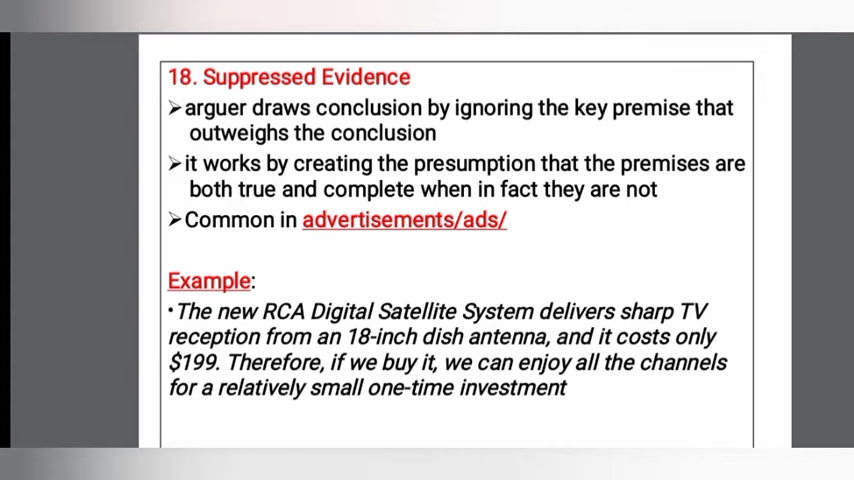 18. Suppressed Evidence
➢arguer draws conclusion by ignoring the key premise that
outweighs the conclusion
➢it works by creating the presumption that the premises are
both true and complete when in fact they are not
➢Common in advertisements/ads/
Example:
•The new RCA Digital Satellite System delivers sharp TV
reception from an 18-inch dish antenna, and it costs only
$199. Therefore, if we buy it, we can enjoy all the channels
for a relatively small one-time investment